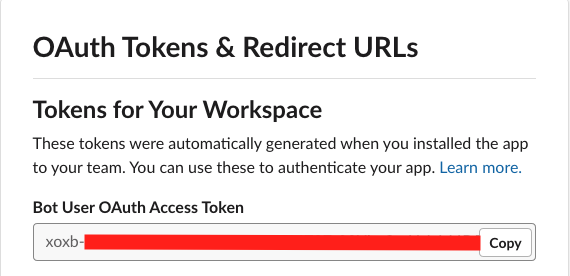 OAuth Tokens & Redirect URLs
Tokens for Your Workspace
These tokens were automatically generated when you installed the app
to your team. You can use these to authenticate your app. Learn more.
Bot User OAuth Access Token
xoxb- Copy